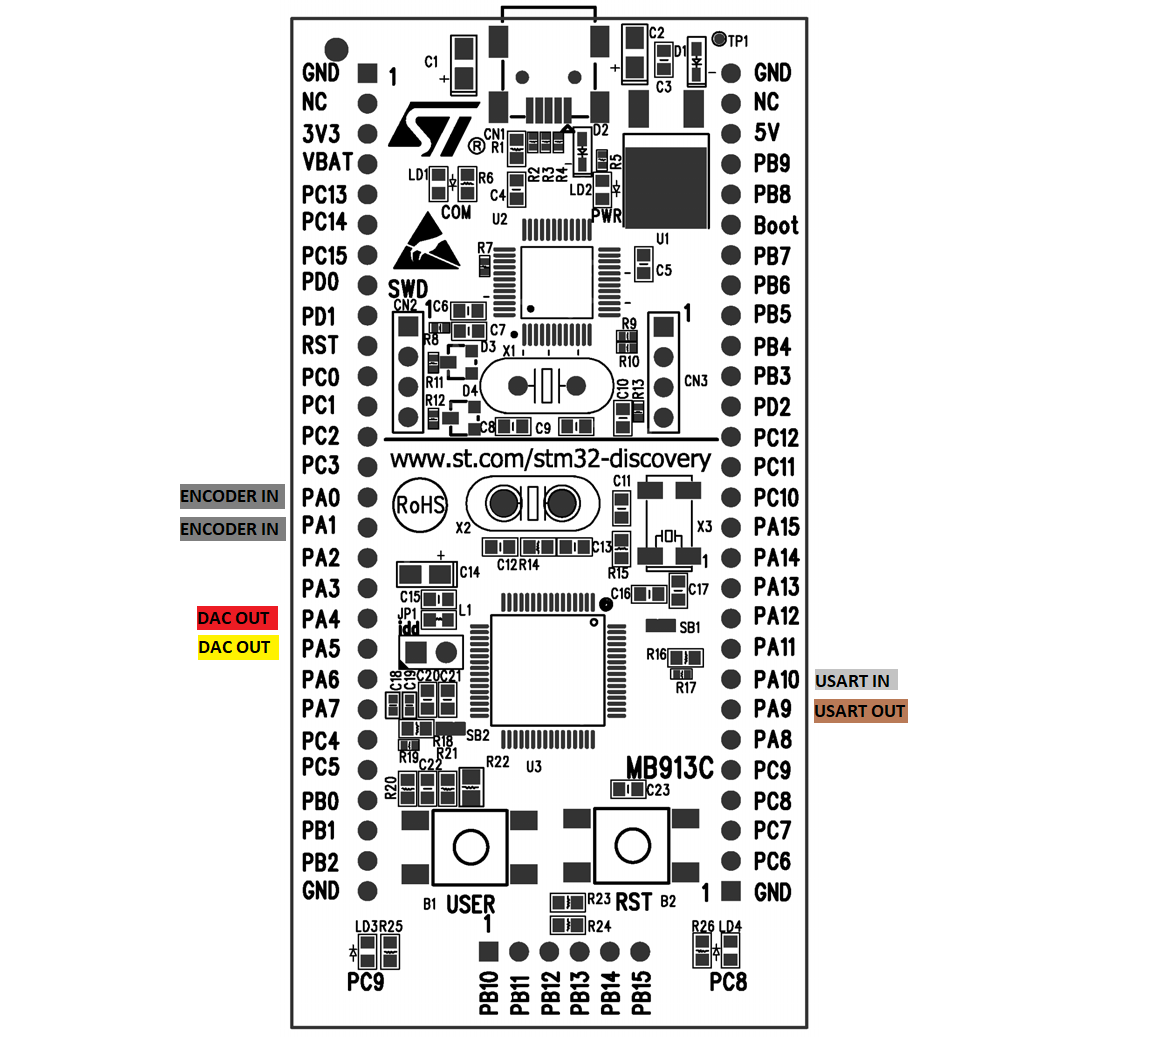 C1
+
C2
+
C3
D1
TP1
GND
1
NC
3V3
VBAT
PC13
PC14
PC15
PD0
PD1
RST
PC0
PC1
PC2
PC3
PA0
PA1
PA2
PA3
PA4
PA5
PA6
PA7
PC4
PC5
PB0
PB1
PB2
GND
ENCODER IN
ENCODER IN
DAC OUT
DAC OUT
ST
®
CN1
R1
R2
R3
R4
D2
R5
LD1
R6
COM
C4
LD2
PWR
U2
U1
R7
C5
SWD
CN2
1
C6
C7
R8
D3
X1
R9
R10
R11
D4
R12
C8
C9
C10
R13
CN3
1
www.st.com/stm32-discovery
RoHS
X2
C11
X3
1
C12
R14
C13
R15
+
C14
C15
L1
JP1
idd
C16
C17
SB1
R16
R17
C18
C19
C20
C21
R18
SB2
R19
R21
R20
C22
R22
U3
MB913C
C23
B1
USER
RST
B2
1
R23
R24
1
LD3
R25
PC9
R26
LD4
PC8
PB10
PB11
PB12
PB13
PB14
PB15
GND
NC
5V
PB9
PB8
Boot
PB7
PB6
PB5
PB4
PB3
PD2
PC12
PC11
PC10
PA15
PA14
PA13
PA12
PA11
PA10
PA9
PA8
PC9
PC8
PC7
PC6
GND
USART IN
USART OUT